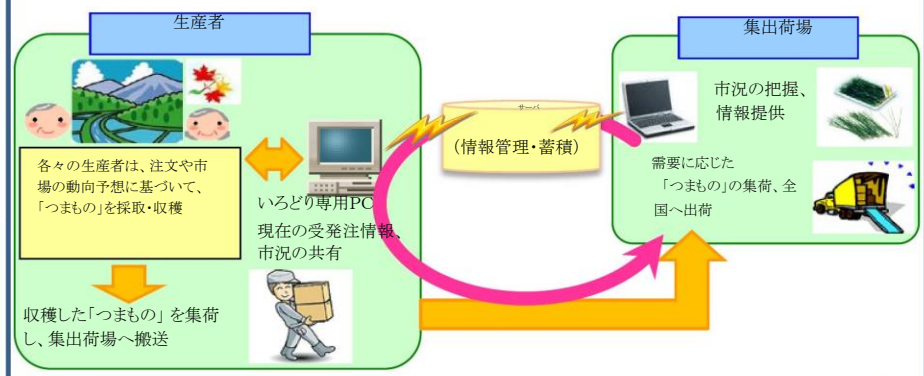 生産者
各々の生産者は、注文や市
場の動向予想に基づいて、
「つまもの」を採取・収穫
いろどり専用PC
現在の受発注情報、
市況の共有
収穫した「つまもの」を集荷
し、集出荷場へ搬送
サーバ
(情報管理・蓄積)
集出荷場
市況の把握、
情報提供
需要に応じた
「つまもの」の集荷、全
国へ出荷